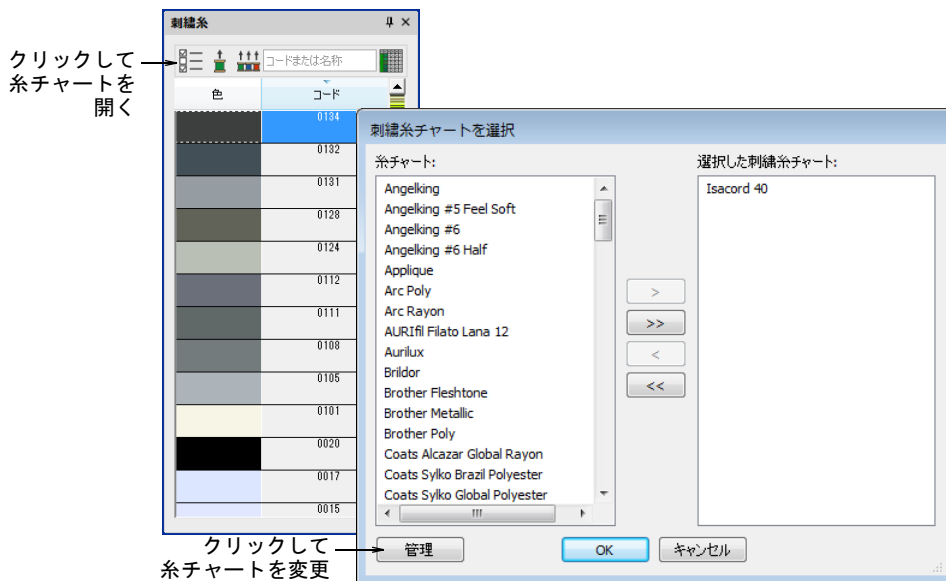 刺繍糸
クリックして
糸チャートを
開く
コードまたは名称
色
コード
0134
0132
0131
0128
0124
0112
0111
0108
0105
0101
0020
0017
0015
刺繍糸チャートを選択
糸チャート:
Angelking
Angelking #5 Feel Soft
Angelking #6
Angelking #6 Half
Applique
Arc Poly
Arc Rayon
AURIfil Filato Lana 12
Aurilux
Brildor
Brother Fleshtone
Brother Metallic
Brother Poly
Coats Alcazar Global Rayon
Coats Sylko Brazil Polyester
Coats Sylko Global Polyester
>
>>
<
<<
選択した刺繍糸チャート:
Isacord 40
管理
OK
キャンセル
クリックして
糸チャートを変更